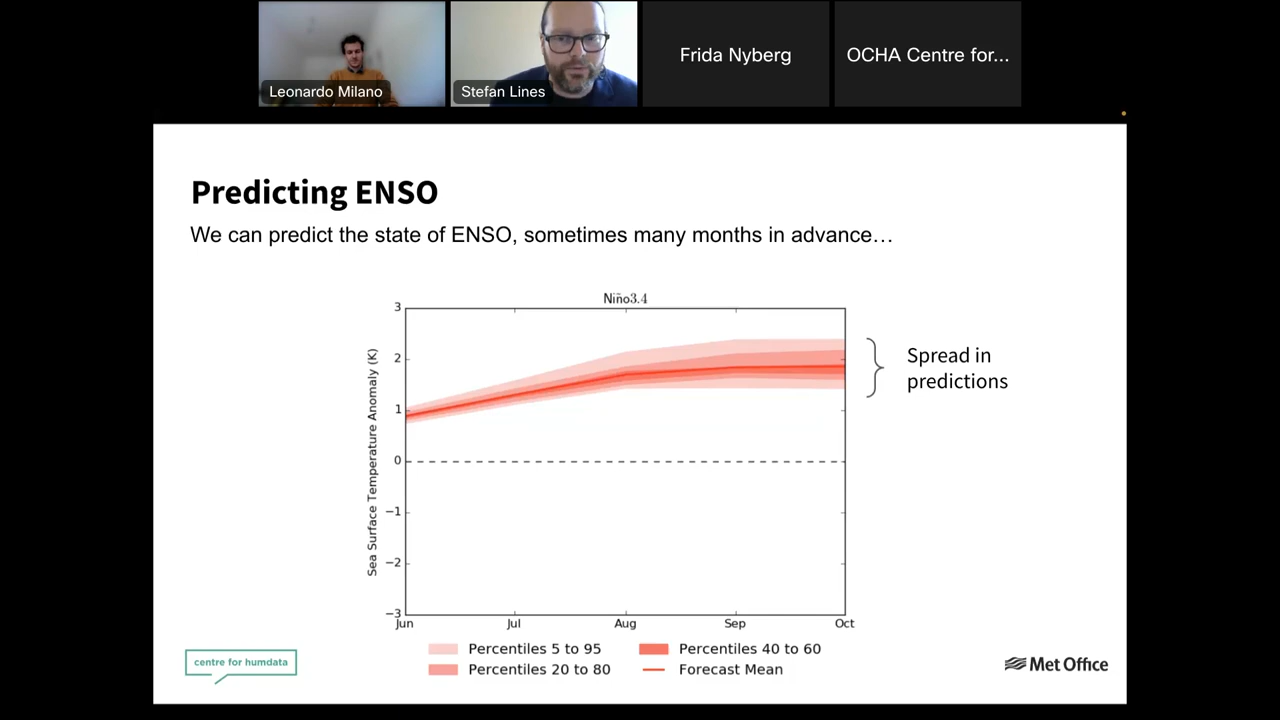 Leonardo Milano
Stefan Lines
Frida Nyberg
OCHA Centre for...
Predicting ENSO
We can predict the state of ENSO, sometimes many months in advance…
Niño3.4
Sea Surface Temperature Anomaly (K)
3
2
1
0
−1
−2
−3
Jun
Jul
Aug
Sep
Oct
Spread in
predictions
Percentiles 5 to 95
Percentiles 20 to 80
Percentiles 40 to 60
Forecast Mean
centre for humdata
Met Office